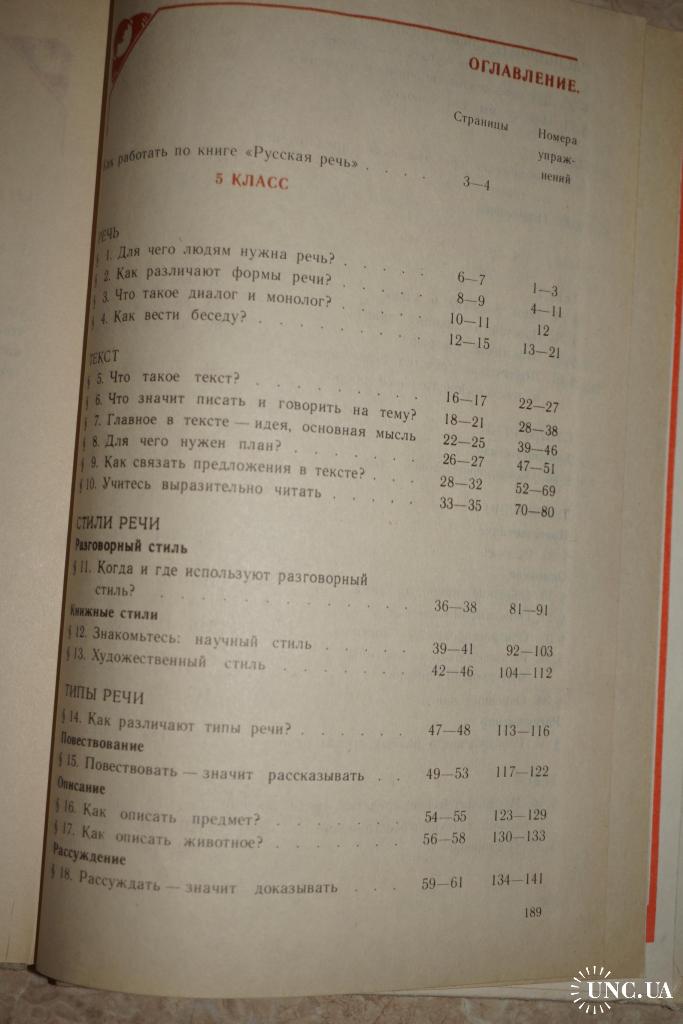 ОГЛАВЛЕНИЕ.
Страницы Номера
упраж-
нений
Как работать по книге «Русская речь» . . . . 3—4
5 КЛАСС
РЕЧЬ
§ 1. Для чего людям нужна речь? . . . . 6—7 1—3
§ 2. Как различают формы речи? . . . . 8—9 4—11
§ 3. Что такое диалог и монолог? . . . . 10—11 12
§ 4. Как вести беседу? . . . . . . . 12—15 13—21
ТЕКСТ
§ 5. Что такое текст? . . . . . . . 16—17 22—27
§ 6. Что значит писать и говорить на тему? 18—21 28—38
§ 7. Главное в тексте — идея, основная мысль 22—25 39—46
§ 8. Для чего нужен план? . . . . . . 26—27 47—51
§ 9. Как связать предложения в тексте? . . . 28—32 52—69
§ 10. Учитесь выразительно читать . . . . 33—35 70—80
СТИЛИ РЕЧИ
Разговорный стиль
§ 11. Когда и где используют разговорный
стиль? . . . . . . . . . . 36—38 81—91
Книжные стили
§ 12. Знакомьтесь: научный стиль . . . . 39—41 92—103
§ 13. Художественный стиль . . . . . 42—46 104—112
ТИПЫ РЕЧИ
§ 14. Как различают типы речи? . . . . . 47—48 113—116
Повествование
§ 15. Повествовать — значит рассказывать . . 49—53 117—122
Описание
§ 16. Как описать предмет? . . . . . . 54—55 123—129
§ 17. Как описать животное? . . . . . . 56—58 130—133
Рассуждение
§ 18. Рассуждать — значит доказывать . . . 59—61 134—141
189
UNC.UA